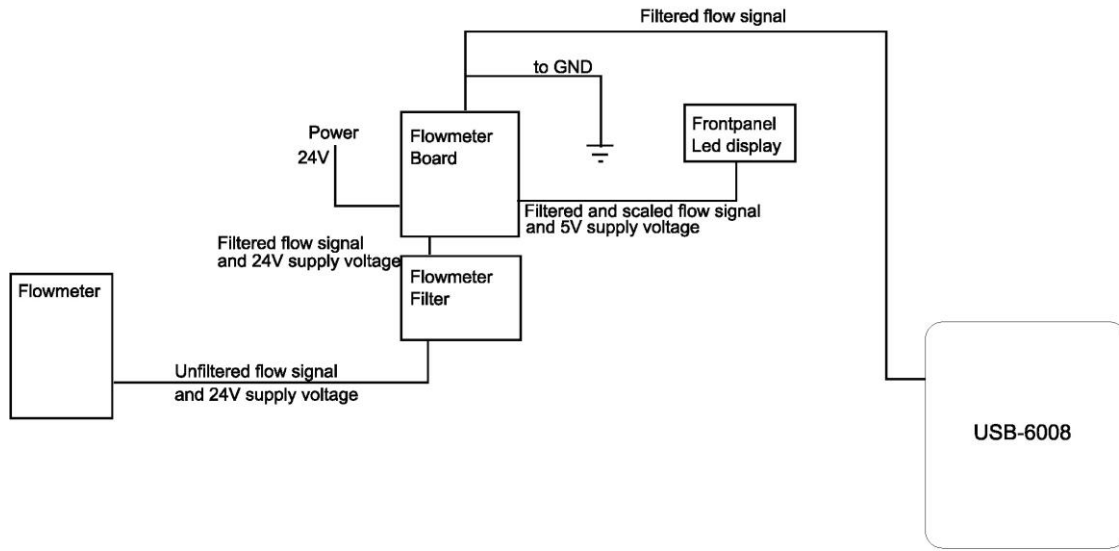 Filtered flow signal
to GND
Frontpanel
Led display
Power
24V
Flowmeter
Board
Filtered and scaled flow signal
and 5V supply voltage
Filtered flow signal
and 24V supply voltage
Flowmeter
Filter
Flowmeter
Unfiltered flow signal
and 24V supply voltage
USB-6008